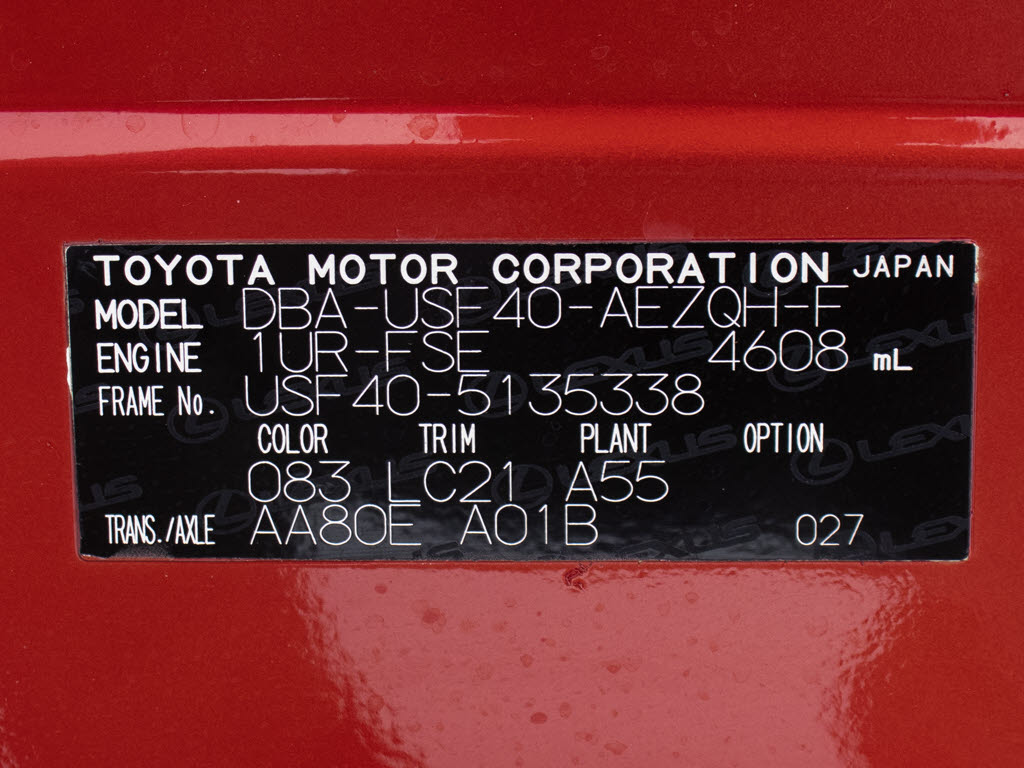 TOYOTA MOTOR CORPORATION JAPAN
MODEL DBA-USF40-AEZQH-F
ENGINE 1UR-FSE 4608 mL
FRAME No. USF40-5135338
COLOR TRIM PLANT OPTION
083 LC21 A55
TRANS./AXLE AA80E A01B 027